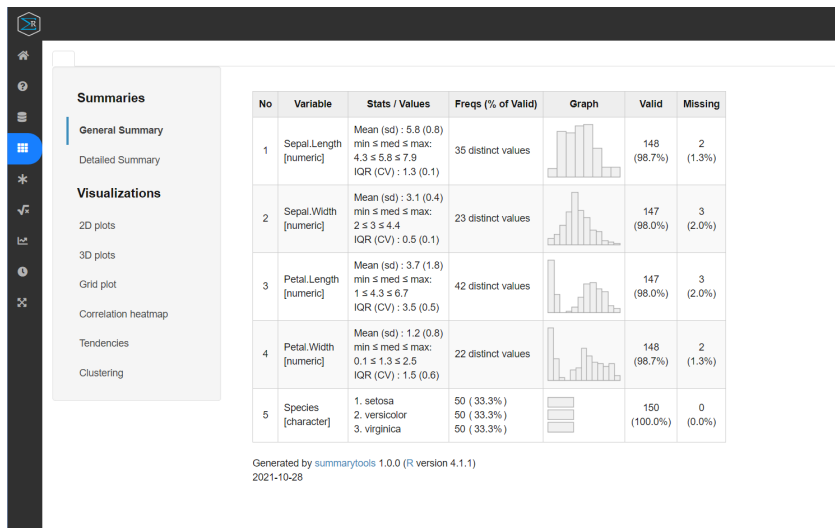 R
Summaries
General Summary
Detailed Summary
Visualizations
2D plots
3D plots
Grid plot
Correlation heatmap
Tendencies
Clustering
No Variable Stats / Values Freqs (% of Valid) Graph Valid Missing
1
Sepal.Length
[numeric]
Mean (sd) : 5.8 (0.8)
min ≤ med ≤ max:
4.3 ≤ 5.8 ≤ 7.9
IQR (CV) : 1.3 (0.1)
35 distinct values
148
(98.7%)
2
(1.3%)
2
Sepal.Width
[numeric]
Mean (sd) : 3.1 (0.4)
min ≤ med ≤ max:
2 ≤ 3 ≤ 4.4
IQR (CV) : 0.5 (0.1)
23 distinct values
147
(98.0%)
3
(2.0%)
3
Petal.Length
[numeric]
Mean (sd) : 3.7 (1.8)
min ≤ med ≤ max:
1 ≤ 4.3 ≤ 6.7
IQR (CV) : 3.5 (0.5)
42 distinct values
147
(98.0%)
3
(2.0%)
4
Petal.Width
[numeric]
Mean (sd) : 1.2 (0.8)
min ≤ med ≤ max:
0.1 ≤ 1.3 ≤ 2.5
IQR (CV) : 1.5 (0.6)
22 distinct values
148
(98.7%)
2
(1.3%)
5
Species
[character]
1. setosa
2. versicolor
3. virginica
50 ( 33.3% )
50 ( 33.3% )
50 ( 33.3% )
150
(100.0%)
0
(0.0%)
Generated by summarytools 1.0.0 (R version 4.1.1)
2021-10-28